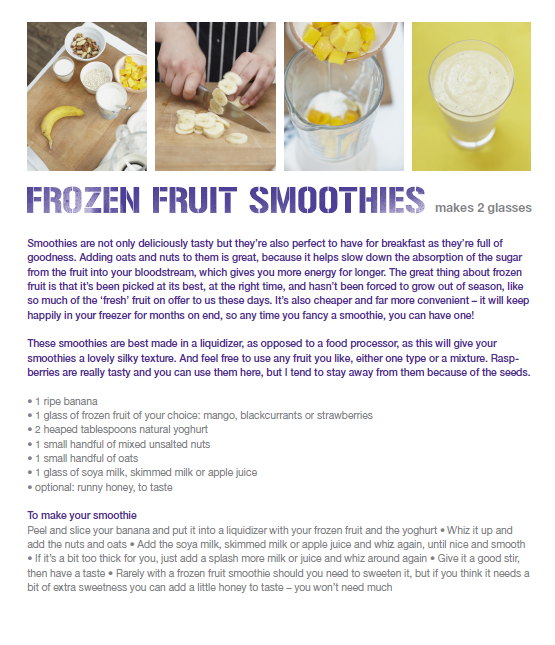 FROZEN FRUIT SMOOTHIES makes 2 glasses
Smoothies are not only deliciously tasty but they're also perfect to have for breakfast as they're full of
goodness. Adding oats and nuts to them is great, because it helps slow down the absorption of the sugar
from the fruit into your bloodstream, which gives you more energy for longer. The great thing about frozen
fruit is that it's been picked at its best, at the right time, and hasn't been forced to grow out of season, like
so much of the 'fresh' fruit on offer to us these days. It's also cheaper and far more convenient – it will keep
happily in your freezer for months on end, so any time you fancy a smoothie, you can have one!
These smoothies are best made in a liquidizer, as opposed to a food processor, as this will give your
smoothies a lovely silky texture. And feel free to use any fruit you like, either one type or a mixture. Rasp-
berries are really tasty and you can use them here, but I tend to stay away from them because of the seeds.
• 1 ripe banana
• 1 glass of frozen fruit of your choice: mango, blackcurrants or strawberries
• 2 heaped tablespoons natural yoghurt
• 1 small handful of mixed unsalted nuts
• 1 small handful of oats
• 1 glass of soya milk, skimmed milk or apple juice
• optional: runny honey, to taste
To make your smoothie
Peel and slice your banana and put it into a liquidizer with your frozen fruit and the yoghurt • Whiz it up and
add the nuts and oats • Add the soya milk, skimmed milk or apple juice and whiz again, until nice and smooth
• If it's a bit too thick for you, just add a splash more milk or juice and whiz around again • Give it a good stir,
then have a taste • Rarely with a frozen fruit smoothie should you need to sweeten it, but if you think it needs a
bit of extra sweetness you can add a little honey to taste – you won't need much